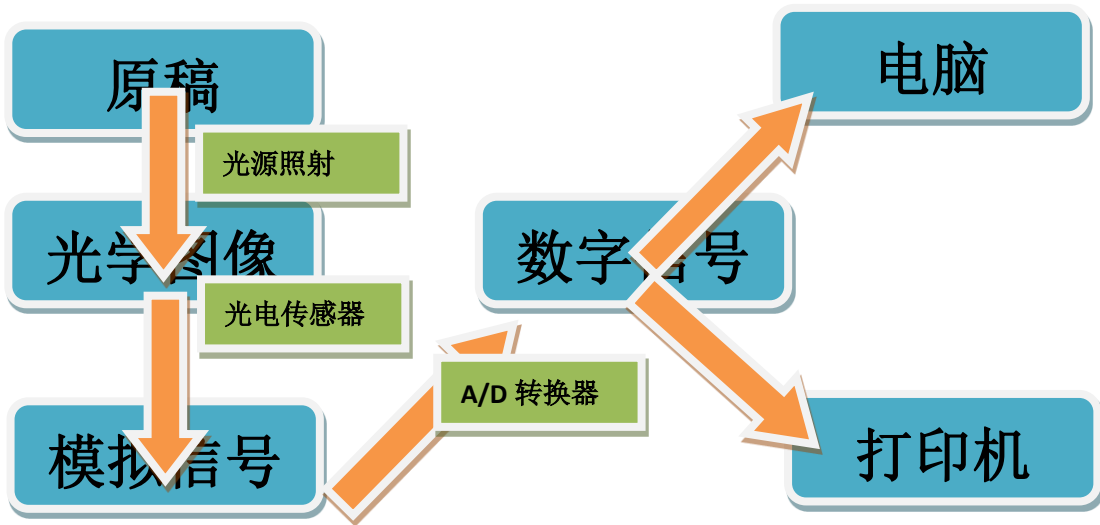 原稿
光源照射
光学图像
光电传感器
模拟信号
A/D 转换器
数字信号
电脑
打印机